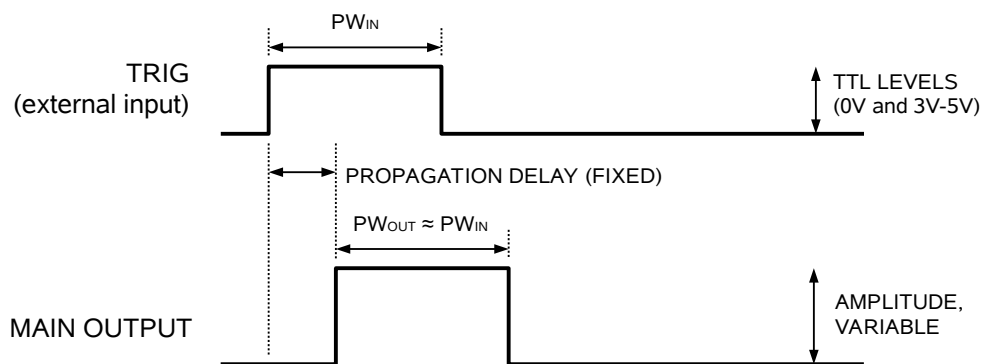 PWIN
TRIG
(external input)
TTL LEVELS
(0V and 3V-5V)
PROPAGATION DELAY (FIXED)
PWOUT ≈ PWIN
MAIN OUTPUT
AMPLITUDE,
VARIABLE